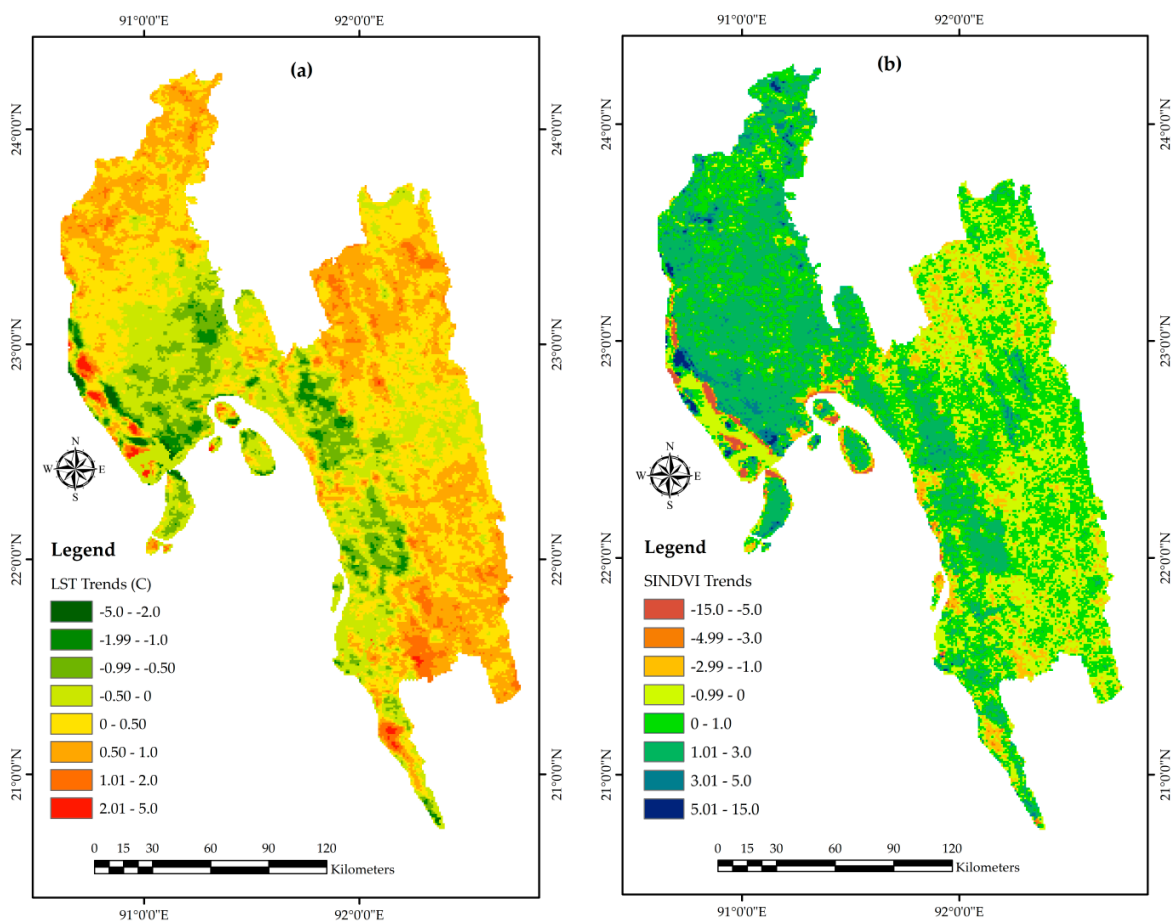 91°0'0"E 92°0'0"E
(a)
24°0'0"N
23°0'0"N
22°0'0"N
21°0'0"N
N
W E
S
Legend
LST Trends (C)
-5.0 - -2.0
-1.99 - -1.0
-0.99 - -0.50
-0.50 - 0
0 - 0.50
0.50 - 1.0
1.01 - 2.0
2.01 - 5.0
0 15 30 60 90 120
Kilometers
24°0'0"N
23°0'0"N
22°0'0"N
21°0'0"N
91°0'0"E 92°0'0"E
91°0'0"E 92°0'0"E
(b)
24°0'0"N
23°0'0"N
22°0'0"N
21°0'0"N
N
W E
S
Legend
SINDVI Trends
-15.0 - -5.0
-4.99 - -3.0
-2.99 - -1.0
-0.99 - 0
0 - 1.0
1.01 - 3.0
3.01 - 5.0
5.01 - 15.0
0 15 30 60 90 120
Kilometers
24°0'0"N
23°0'0"N
22°0'0"N
21°0'0"N
91°0'0"E 92°0'0"E